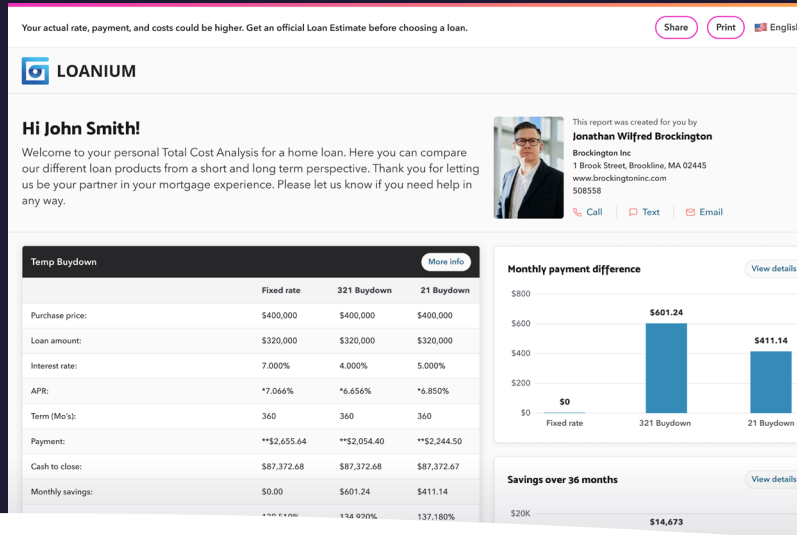 Your actual rate, payment, and costs could be higher. Get an official Loan Estimate before choosing a loan.
Share
Print
English
LOANIUM
Hi John Smith!
Welcome to your personal Total Cost Analysis for a home loan. Here you can compare
our different loan products from a short and long term perspective. Thank you for letting
us be your partner in your mortgage experience. Please let us know if you need help in
any way.
This report was created for you by
Jonathan Wilfred Brockington
Brockington Inc
1 Brook Street, Brookline, MA 02445
www.brockingtoninc.com
508558
Call
Text
Email
Temp Buydown
More info
Fixed rate 321 Buydown 21 Buydown
Purchase price: $400,000 $400,000 $400,000
Loan amount: $320,000 $320,000 $320,000
Interest rate: 7.000% 4.000% 5.000%
APR: *7.066% *6.656% *6.850%
Term (Mo's): 360 360 360
Payment: **$2,655.64 **$2,054.40 **$2,244.50
Cash to close: $87,372.68 $87,372.68 $87,372.67
Monthly savings: $0.00 $601.24 $411.14
134.920% 137.180%
Monthly payment difference
View details
$800
$600
$400
$200
$0
$0
$601.24
$411.14
Fixed rate
321 Buydown
21 Buydown
Savings over 36 months
View details
$20K
$14,673